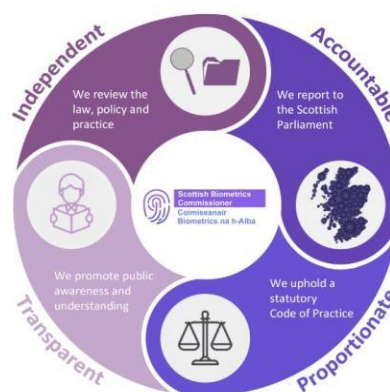 Independent
We review the
law, policy and
practice
Accountable
We report to
the Scottish
Parliament
Scottish Biometrics
Commissioner
Coimiseanair
Biometrics na h-Alba
We promote public
awareness and
understanding
Transparent
We uphold a
statutory
Code of Practice
Proportionate